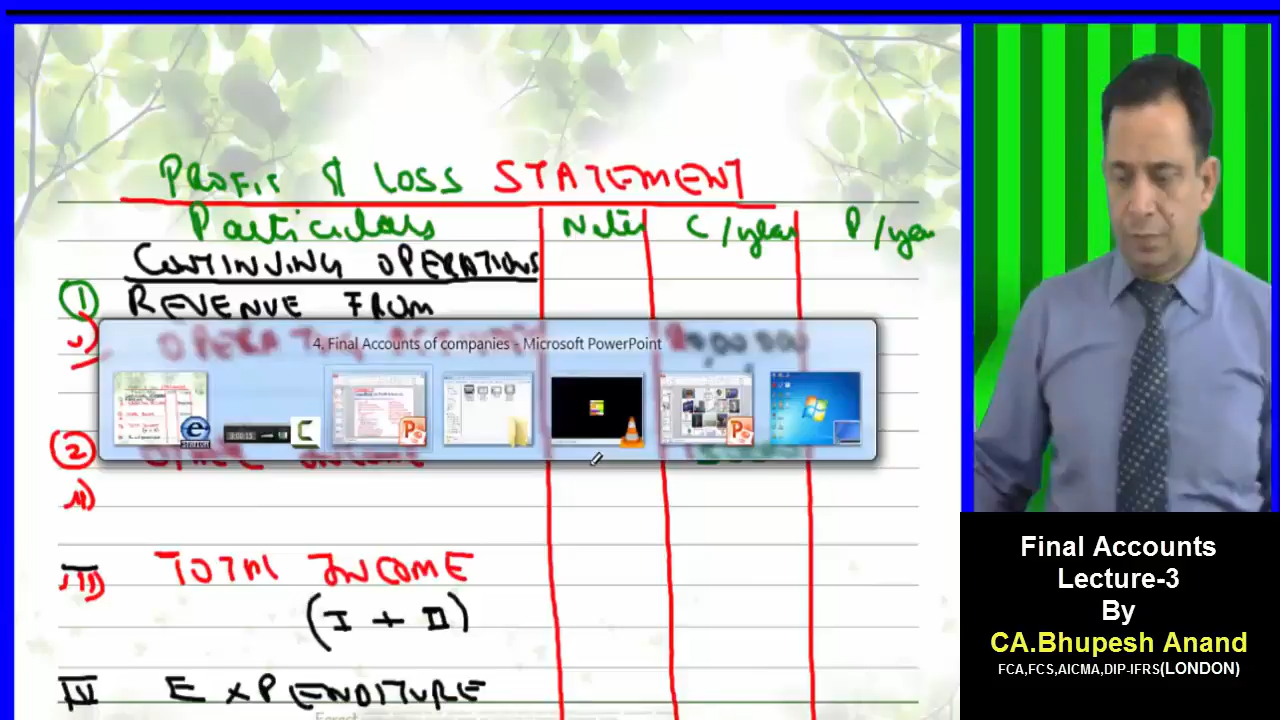 PROFIT & LOSS STATEMENT
Particulars Notes C/year P/year
CONTINUING OPERATIONS
① REVENUE FROM
I)
4. Final Accounts of companies - Microsoft PowerPoint
②
II)
III) TOTAL INCOME
(I + II)
IV EXPENDITURE
Final Accounts
Lecture-3
By
CA.Bhupesh Anand
FCA,FCS,AICMA,DIP-IFRS(LONDON)